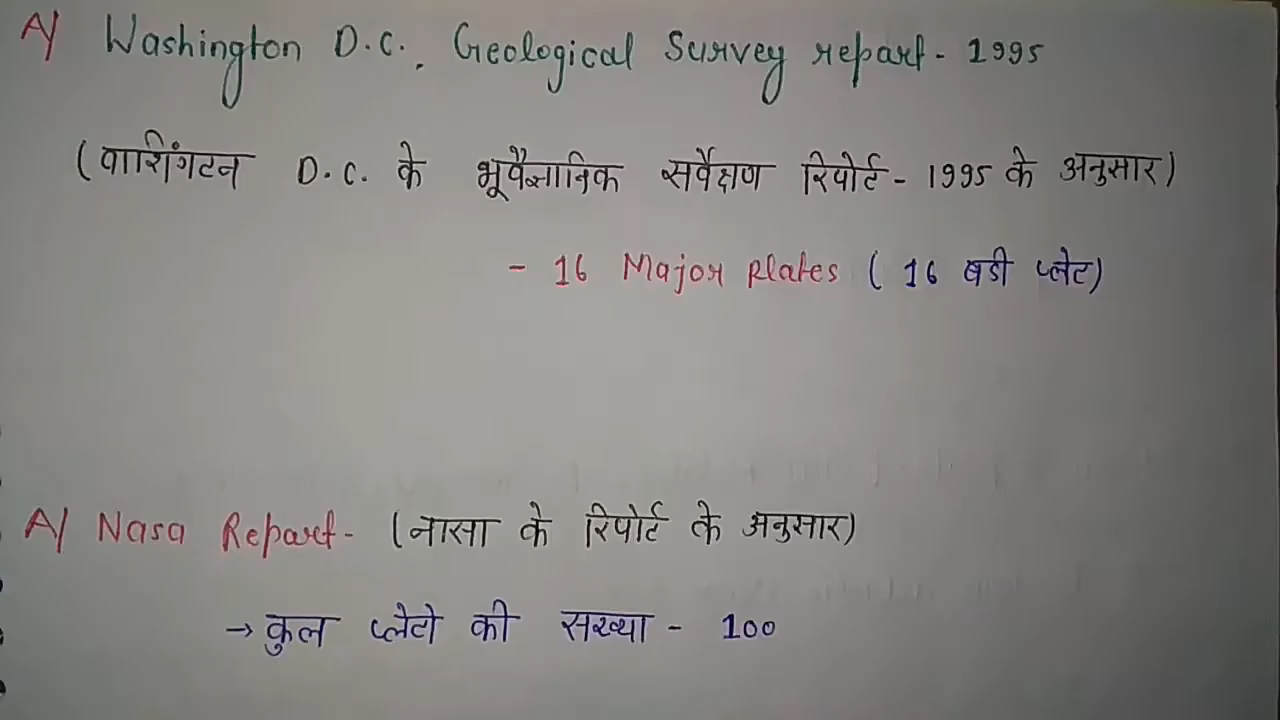 A/ Washington D.C. Geological Survey repart - 1995
(वाशिंगटन D.C. के भूवैज्ञानिक सर्वेक्षण रिपोर्ट - 1995 के अनुसार)
- 16 Major Plates ( 16 बडी प्लेट)
A/ Nasa Repart - (नासा के रिपोर्ट के अनुसार)
→ कुल प्लेटो की सख्या - 100